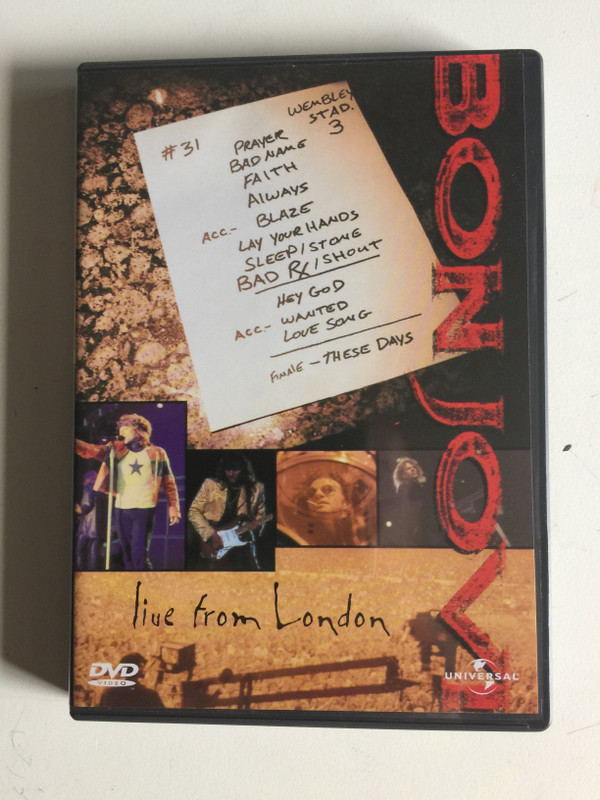 WEMBLEY
STAD.
3
#31
PRAYER
BAD NAME
FAITH
ALWAYS
BLAZE
ACC.- LAY YOUR HANDS
SLEEP/STONE
BAD RX/SHOUT
HEY GOD
ACC- WANTED
LOVE SONG
FINALE - THESE DAYS
BON JOVI
live from London
DVD
VIDEO
UNIVERSAL